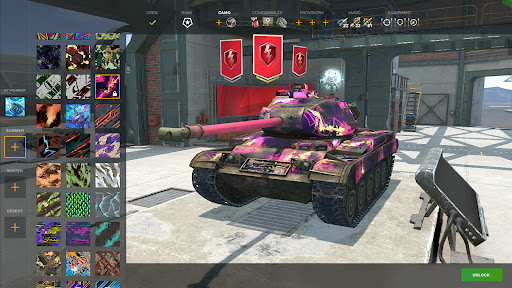 CREW
RANK
CAMO
CONSUMABLES
PROVISIONS
AMMO
EQUIPMENT
ATTACHMENT
SUMMER
WINTER
DESERT
UNLOCK